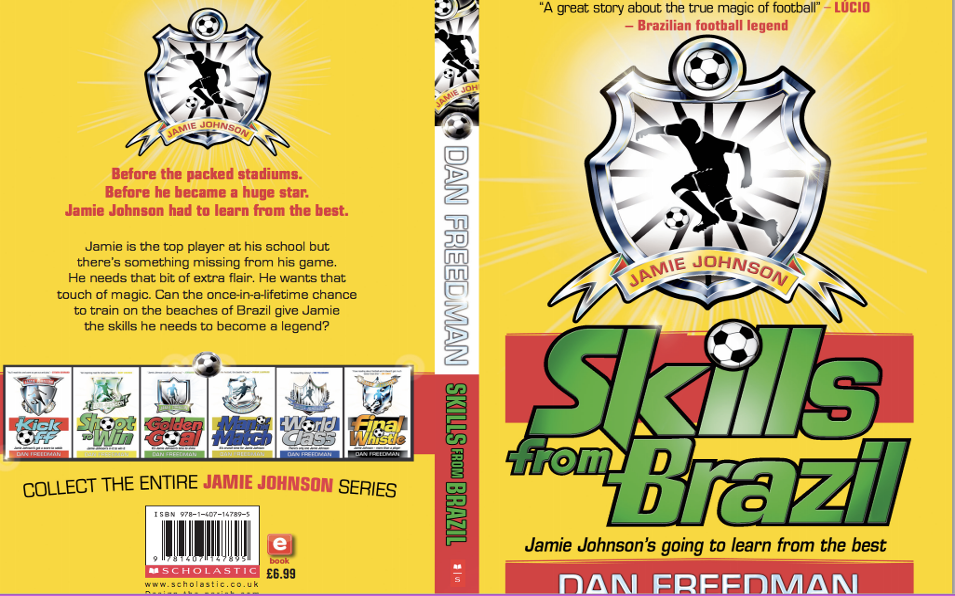 JAMIE JOHNSON
Before the packed stadiums.
Before he became a huge star.
Jamie Johnson had to learn from the best.
Jamie is the top player at his school but
there's something missing from his game.
He needs that bit of extra flair. He wants that
touch of magic. Can the once-in-a-lifetime chance
to train on the beaches of Brazil give Jamie
the skills he needs to become a legend?
Kick Off
DAN FREEDMAN
Shoot to Win
DAN FREEDMAN
Golden Goal
DAN FREEDMAN
Man of the Match
DAN FREEDMAN
World Class
DAN FREEDMAN
Final Whistle
DAN FREEDMAN
COLLECT THE ENTIRE JAMIE JOHNSON SERIES
ISBN 978-1-407-14789-5
9 781407 147895
SCHOLASTIC
www.scholastic.co.uk
e
book
£6.99
JAMIE JOH
DAN FREEDMAN
SKILLS FROM BRAZIL
S
"A great story about the true magic of football" – LÚCIO
– Brazilian football legend
JAMIE JOHNSON
Skills
from Brazil
Jamie Johnson's going to learn from the best
DAN FREEDMAN